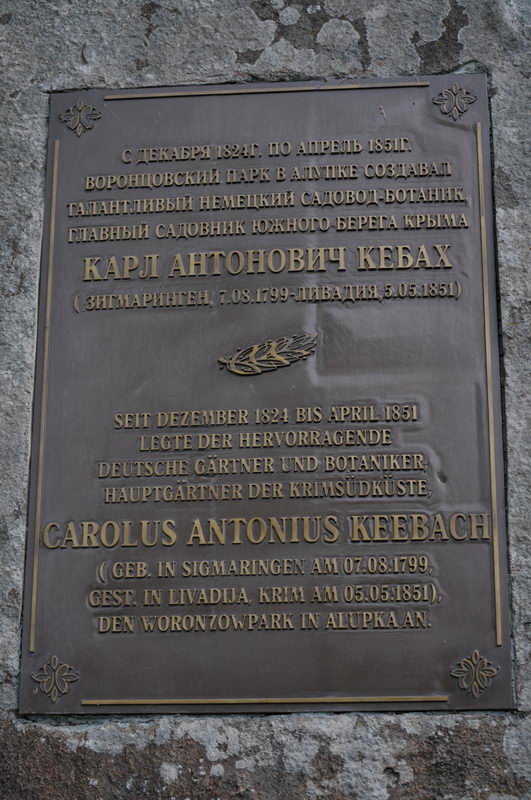 С ДЕКАБРЯ 1824Г. ПО АПРЕЛЬ 1851Г.
ВОРОНЦОВСКИЙ ПАРК В АЛУПКЕ СОЗДАВАЛ
ТАЛАНТЛИВЫЙ НЕМЕЦКИЙ САДОВОД-БОТАНИК,
ГЛАВНЫЙ САДОВНИК ЮЖНОГО БЕРЕГА КРЫМА
КАРЛ АНТОНОВИЧ КЕБАХ
(ЗИГМАРИНГЕН, 7.08.1799-ЛИВАДИЯ,5.05.1851)
SEIT DEZEMBER 1824 BIS APRIL 1851
LEGTE DER HERVORRAGENDE
DEUTSCHE GÄRTNER UND BOTANIKER,
HAUPTGÄRTNER DER KRIMSÜDKÜSTE,
CAROLUS ANTONIUS KEEBACH
(GEB. IN SIGMARINGEN AM 07.08.1799,
GEST. IN LIVADIJA, KRIM AM 05.05.1851),
DEN WORONZOWPARK IN ALUPKA AN.